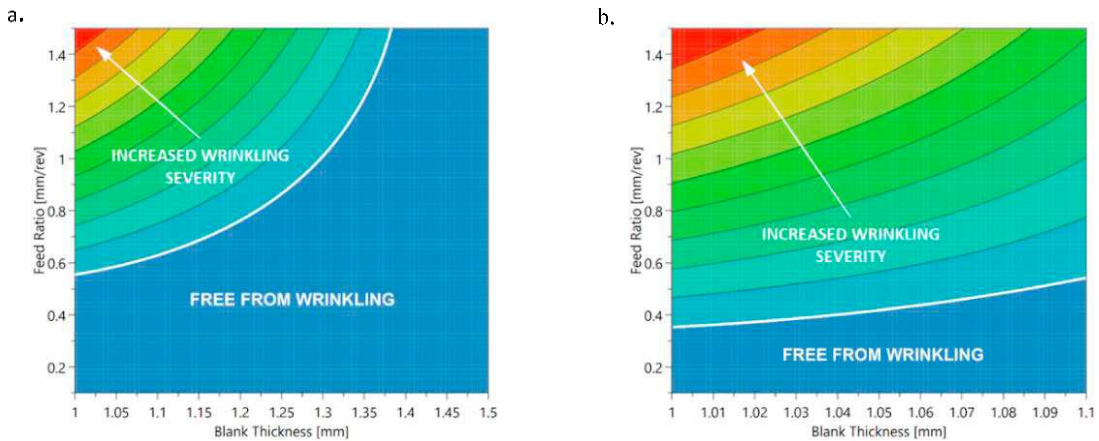 a.
1.4
1.2
1
0.8
0.6
0.4
0.2
Feed Ratio [mm/rev]
INCREASED WRINKLING
SEVERITY
FREE FROM WRINKLING
1 1.05 1.1 1.15 1.2 1.25 1.3 1.35 1.4 1.45 1.5
Blank Thickness [mm]
b.
1.4
1.2
1
0.8
0.6
0.4
0.2
Feed Ratio [mm/rev]
INCREASED WRINKLING
SEVERITY
FREE FROM WRINKLING
1 1.01 1.02 1.03 1.04 1.05 1.06 1.07 1.08 1.09 1.1
Blank Thickness [mm]